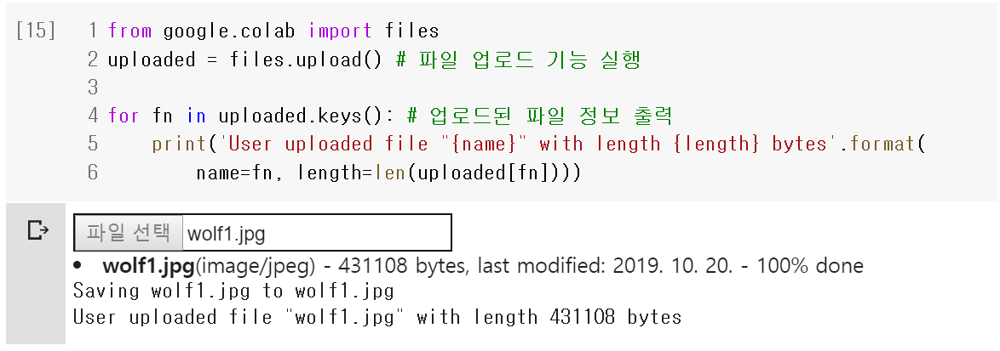 [15] 1 from google.colab import files
2 uploaded = files.upload() # 파일 업로드 기능 실행
3
4 for fn in uploaded.keys(): # 업로드된 파일 정보 출력
5     print('User uploaded file "{name}" with length {length} bytes'.format(
6         name=fn, length=len(uploaded[fn])))
파일 선택 wolf1.jpg
• wolf1.jpg(image/jpeg) - 431108 bytes, last modified: 2019. 10. 20. - 100% done
Saving wolf1.jpg to wolf1.jpg
User uploaded file "wolf1.jpg" with length 431108 bytes